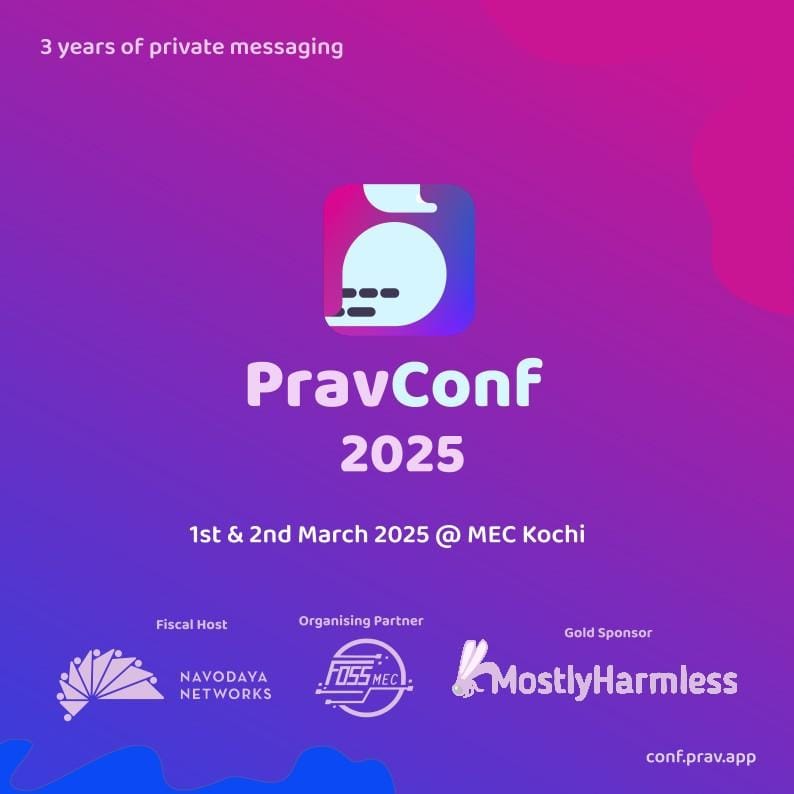 3 years of private messaging
PravConf
2025
1st & 2nd March 2025 @ MEC Kochi
Fiscal Host
Organising Partner
Gold Sponsor
NAVODAYA
NETWORKS
FOSS MEC
MostlyHarmless
conf.prav.app